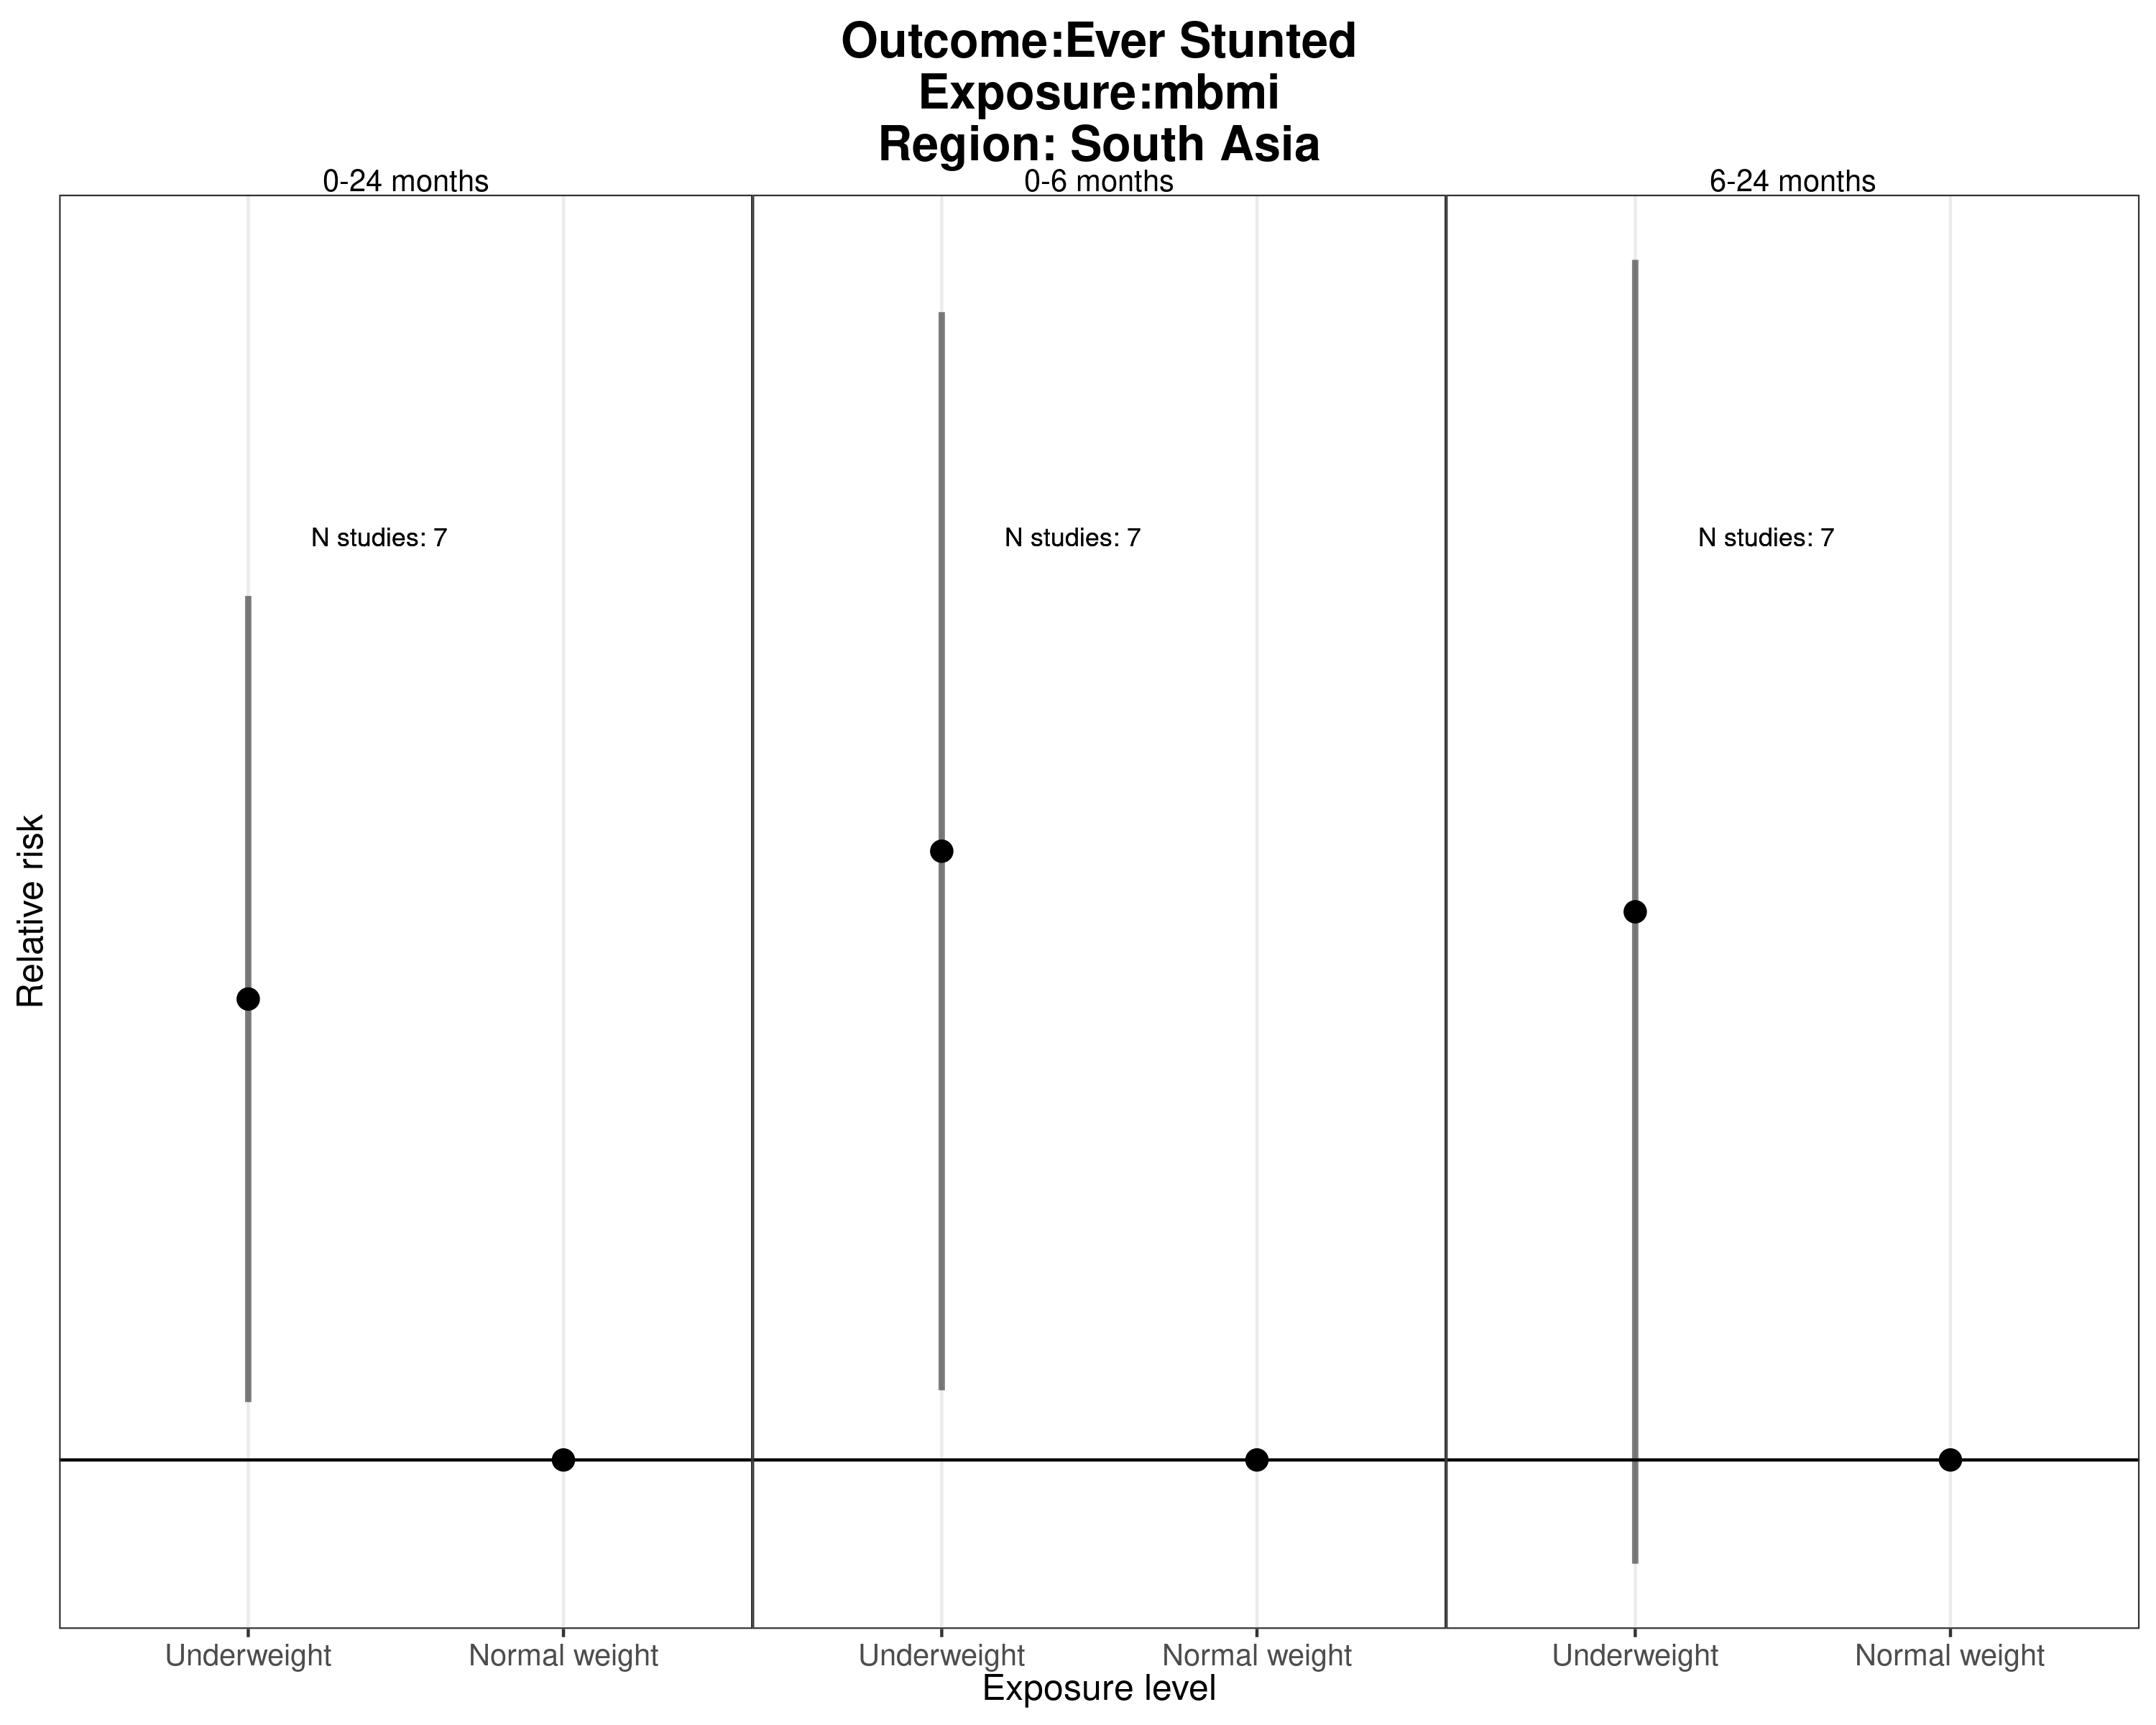 Outcome:Ever Stunted
Exposure:mbmi
Region: South Asia
0-24 months
0-6 months
6-24 months
N studies: 7
N studies: 7
N studies: 7
Relative risk
Underweight
Normal weight
Underweight
Normal weight
Underweight
Normal weight
Exposure level